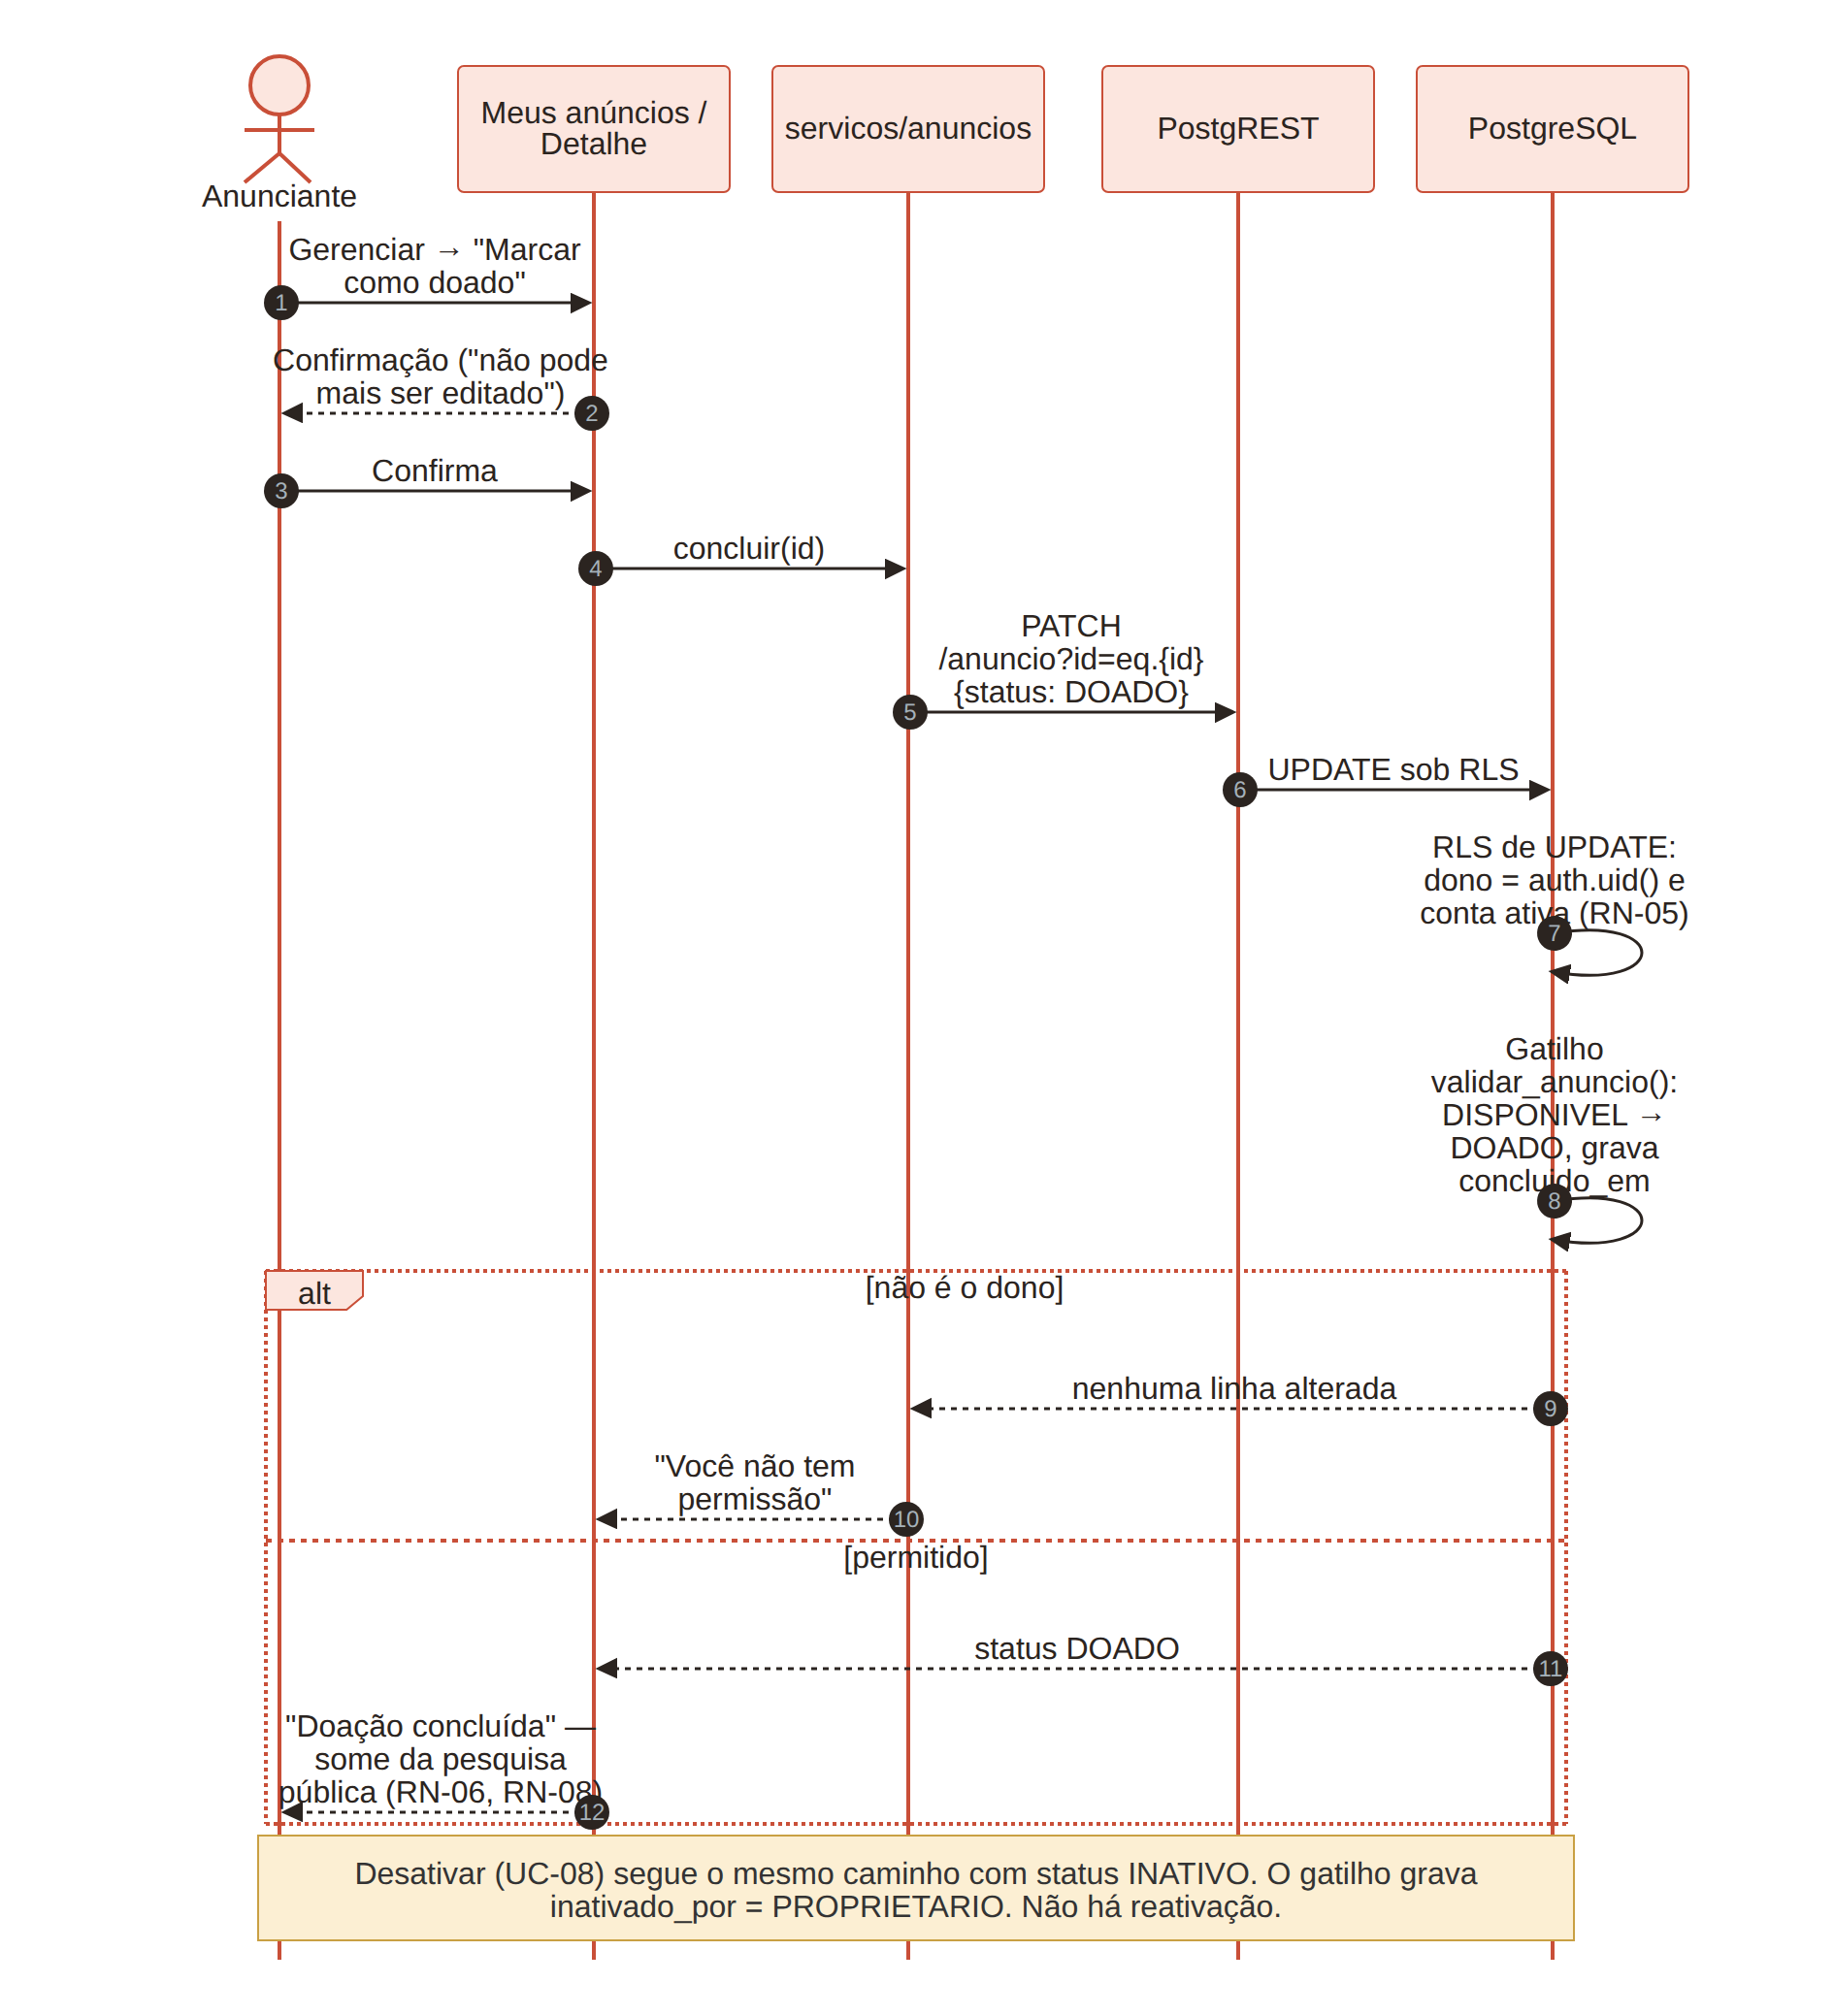 Anunciante
Meus anúncios /
Detalhe
servicos/anuncios
PostgREST
PostgreSQL
Gerenciar → "Marcar
como doado"
1
Confirmação ("não pode
mais ser editado")
2
Confirma
3
concluir(id)
4
PATCH
/anuncio?id=eq.{id}
{status: DOADO}
5
UPDATE sob RLS
6
RLS de UPDATE:
dono = auth.uid() e
conta ativa (RN-05)
7
Gatilho
validar_anuncio():
DISPONIVEL →
DOADO, grava
concluido_em
8
alt
[não é o dono]
nenhuma linha alterada
9
"Você não tem
permissão"
10
[permitido]
status DOADO
11
"Doação concluída" —
some da pesquisa
pública (RN-06, RN-08)
12
Desativar (UC-08) segue o mesmo caminho com status INATIVO. O gatilho grava
inativado_por = PROPRIETARIO. Não há reativação.